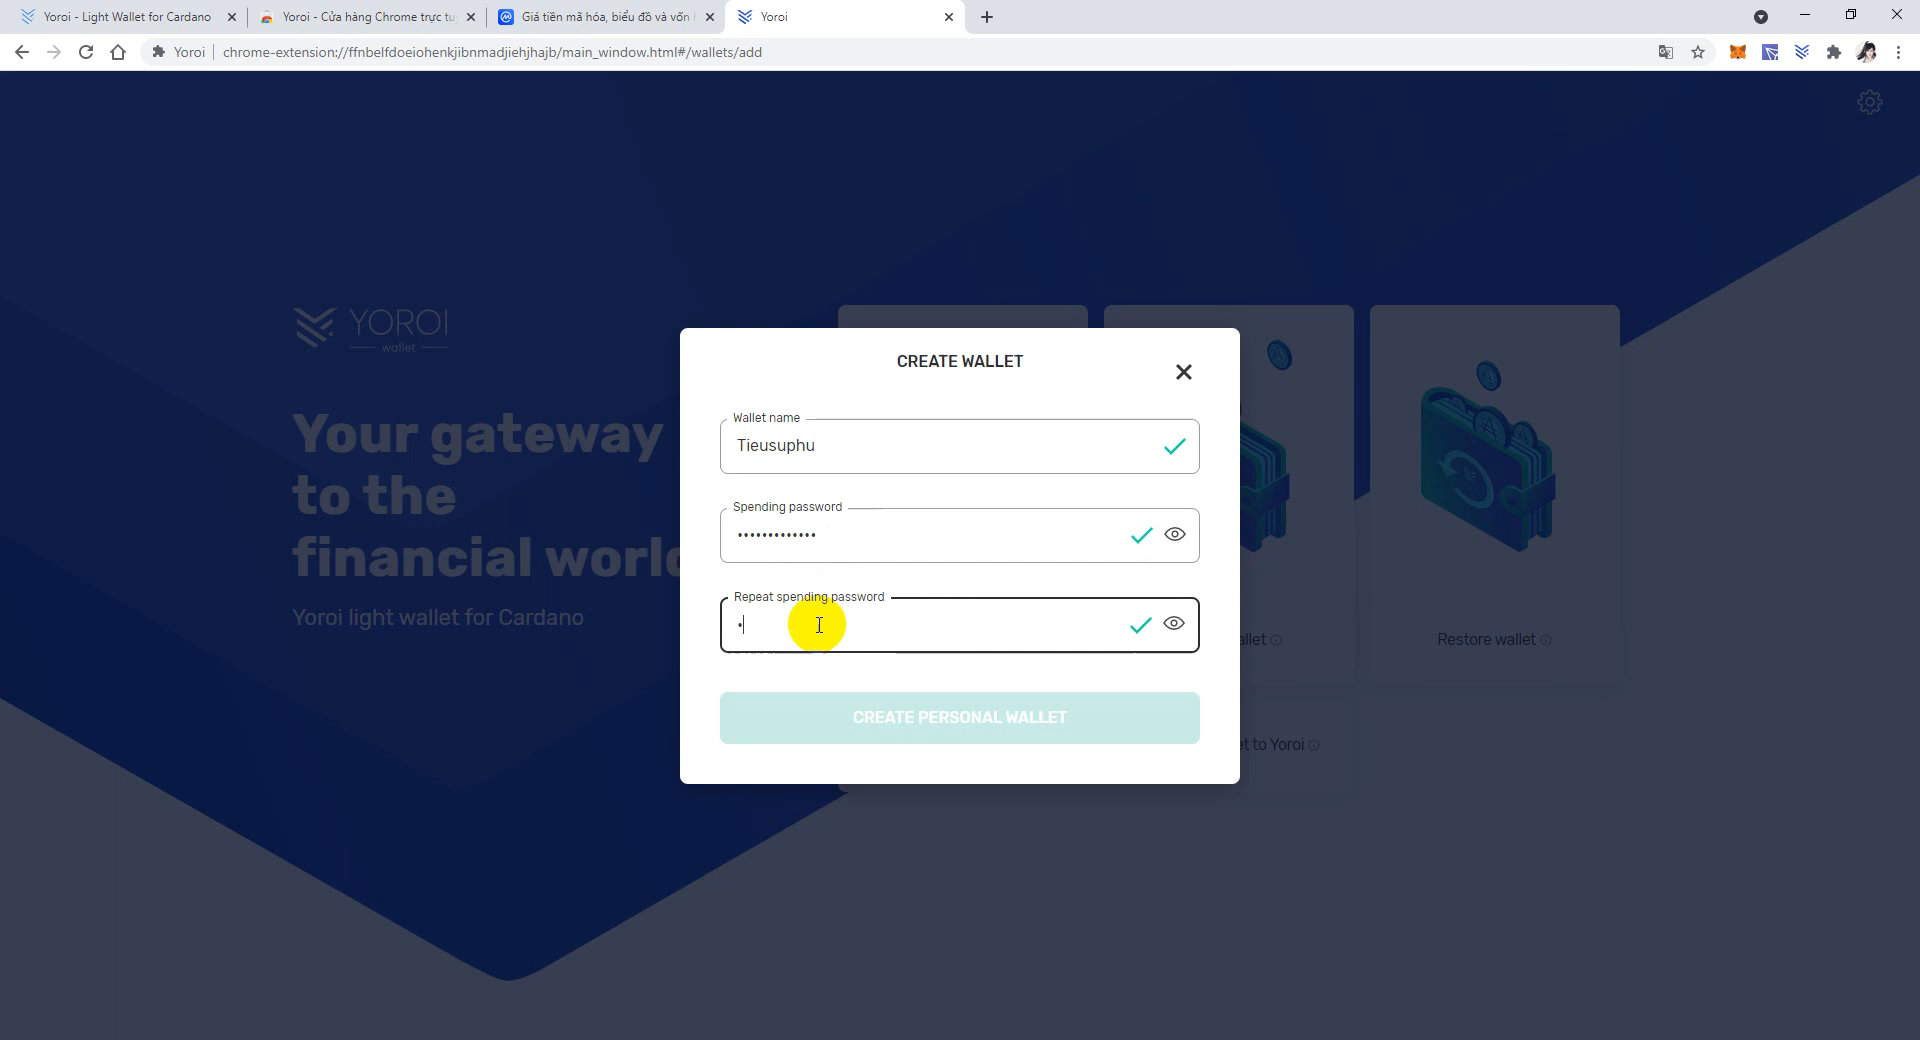 Yoroi - Light Wallet for Cardano
Yoroi - Cửa hàng Chrome trực tu
Giá tiền mã hóa, biểu đồ và vốn
Yoroi
Yoroi
chrome-extension://ffnbelfdoeiohenkjibnmadjiehjhajb/main_window.html#/wallets/add
YOROI
wallet
Your gateway
to the
financial world
Yoroi light wallet for Cardano
CREATE WALLET
Wallet name
Tieusuphu
Spending password
•••••••••••••
Repeat spending password
•
CREATE PERSONAL WALLET
allet
Restore wallet
et to Yoroi